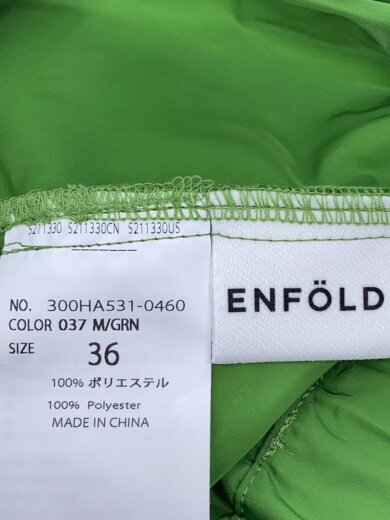 S211330 S211330CN S211330US
NO. 300HA531-0460
COLOR 037 M/GRN
SIZE 36
100% ポリエステル
100% Polyester
MADE IN CHINA
ENFÖLD